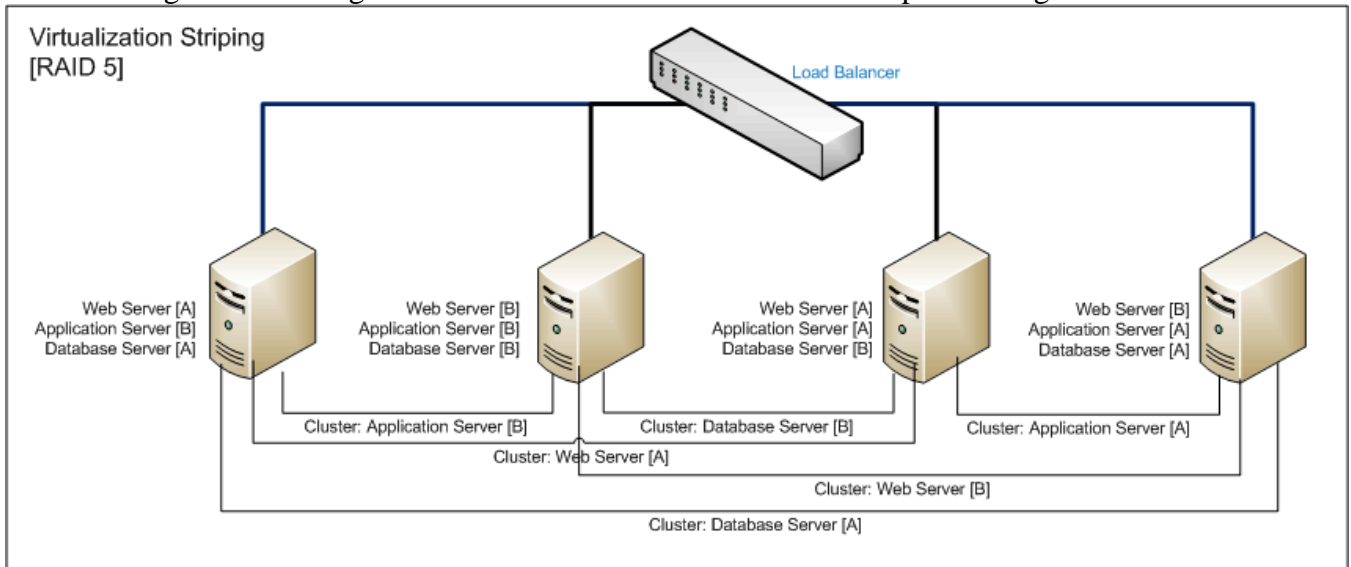 Virtualization Striping
[RAID 5]
Load Balancer
Web Server [A]
Application Server [B]
Database Server [A]
Web Server [B]
Application Server [B]
Database Server [B]
Web Server [A]
Application Server [A]
Database Server [B]
Web Server [B]
Application Server [A]
Database Server [A]
Cluster: Application Server [B]
Cluster: Database Server [B]
Cluster: Application Server [A]
Cluster: Web Server [A]
Cluster: Web Server [B]
Cluster: Database Server [A]